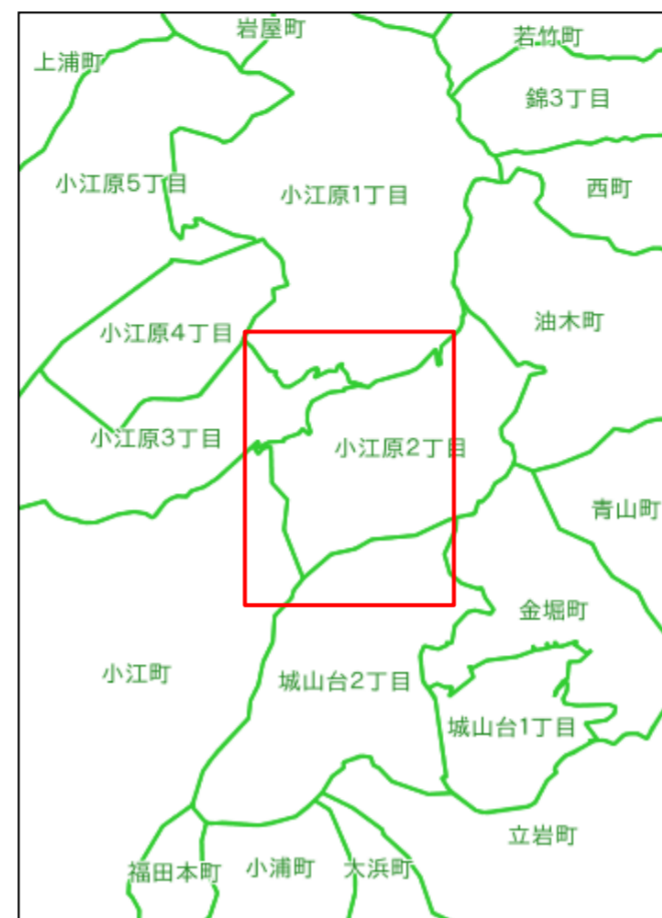 岩屋町
若竹町
上浦町
錦3丁目
小江原5丁目
小江原1丁目
西町
小江原4丁目
油木町
小江原3丁目
小江原2丁目
青山町
金堀町
小江町
城山台2丁目
城山台1丁目
立岩町
福田本町
小浦町
大浜町